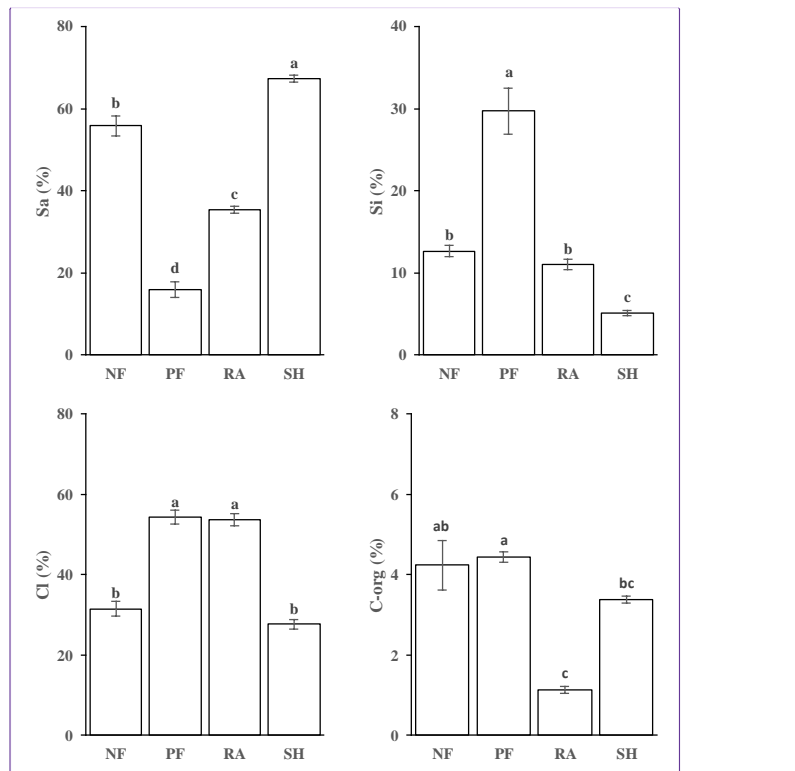 80
60
40
20
0
Sa (%)
b
d
c
a
NF PF RA SH
40
30
20
10
0
Si (%)
b
a
b
c
NF PF RA SH
80
60
40
20
0
Cl (%)
b
a
a
b
NF PF RA SH
8
6
4
2
0
C-org (%)
ab
a
c
bc
NF PF RA SH